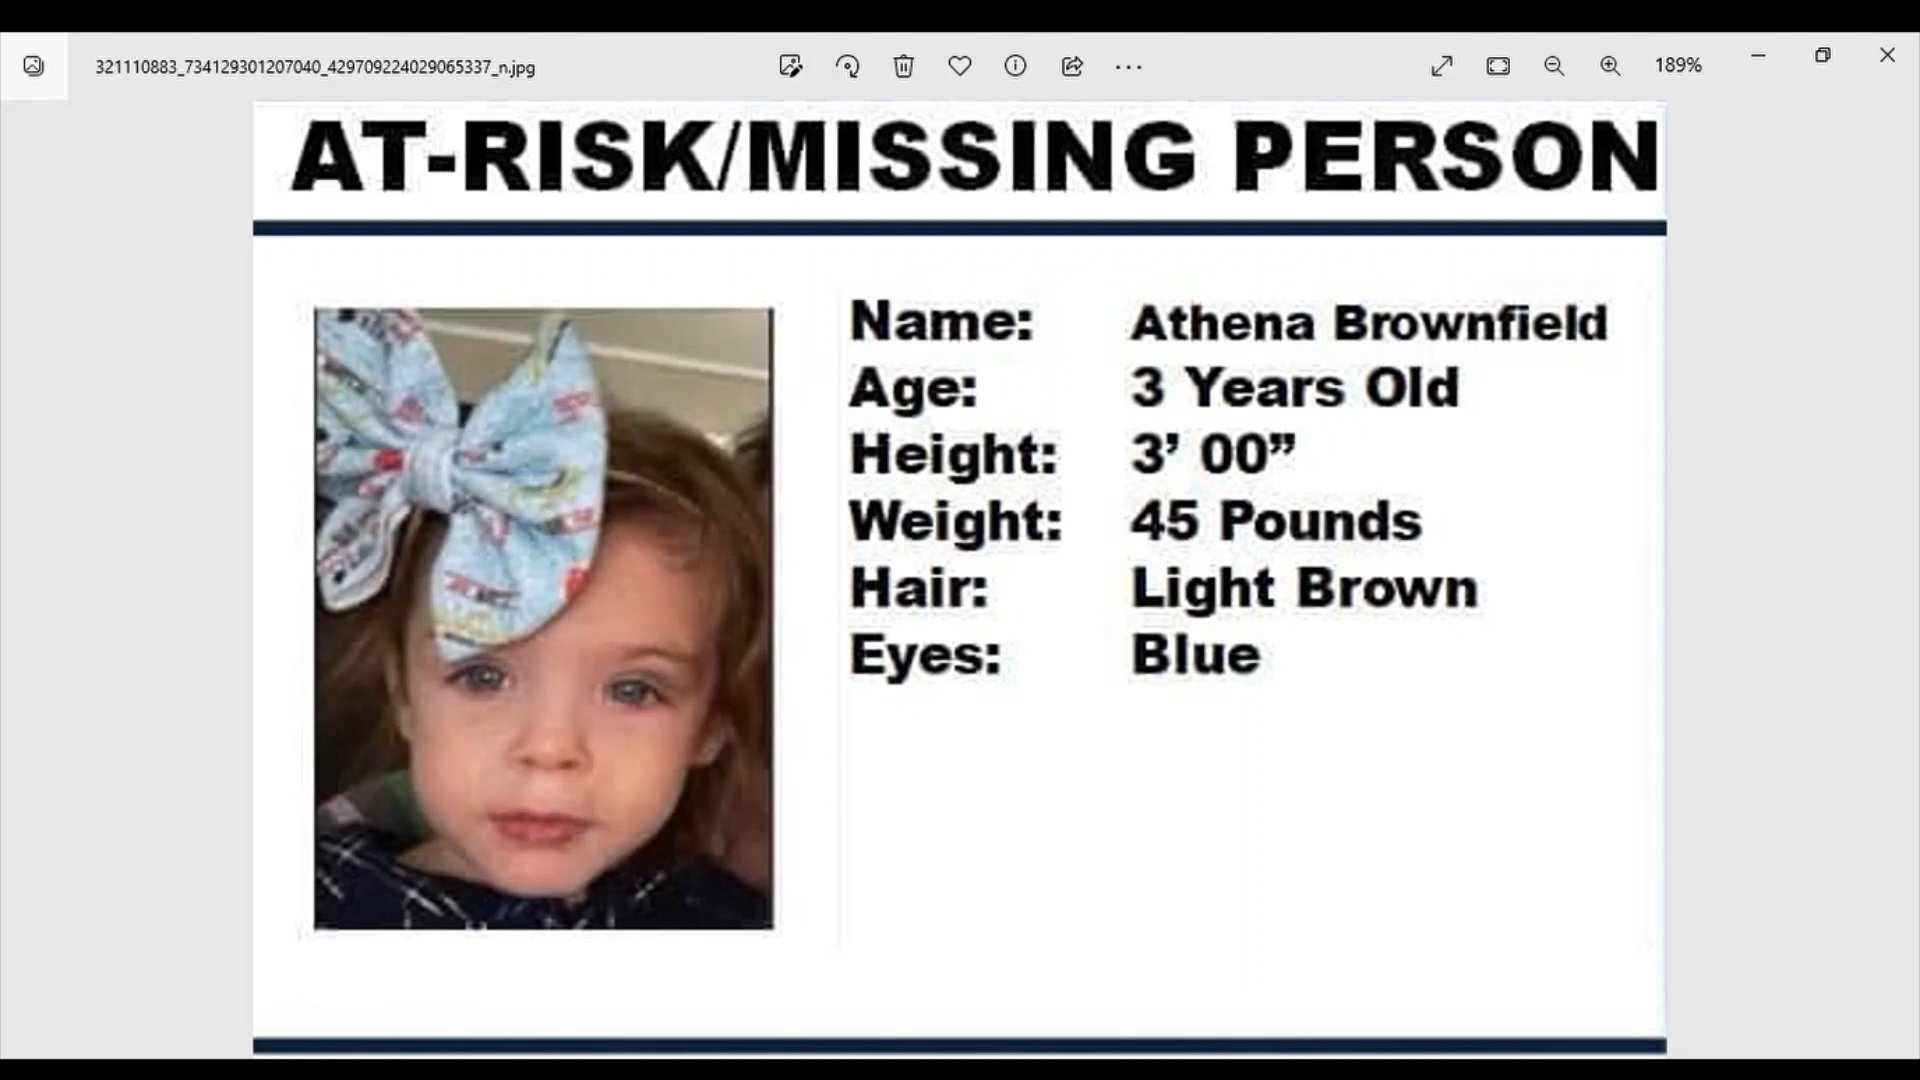 321110883_734129301207040_429709224029065337_n.jpg
189%
AT-RISK/MISSING PERSON
Name: Athena Brownfield
Age: 3 Years Old
Height: 3’ 00”
Weight: 45 Pounds
Hair: Light Brown
Eyes: Blue